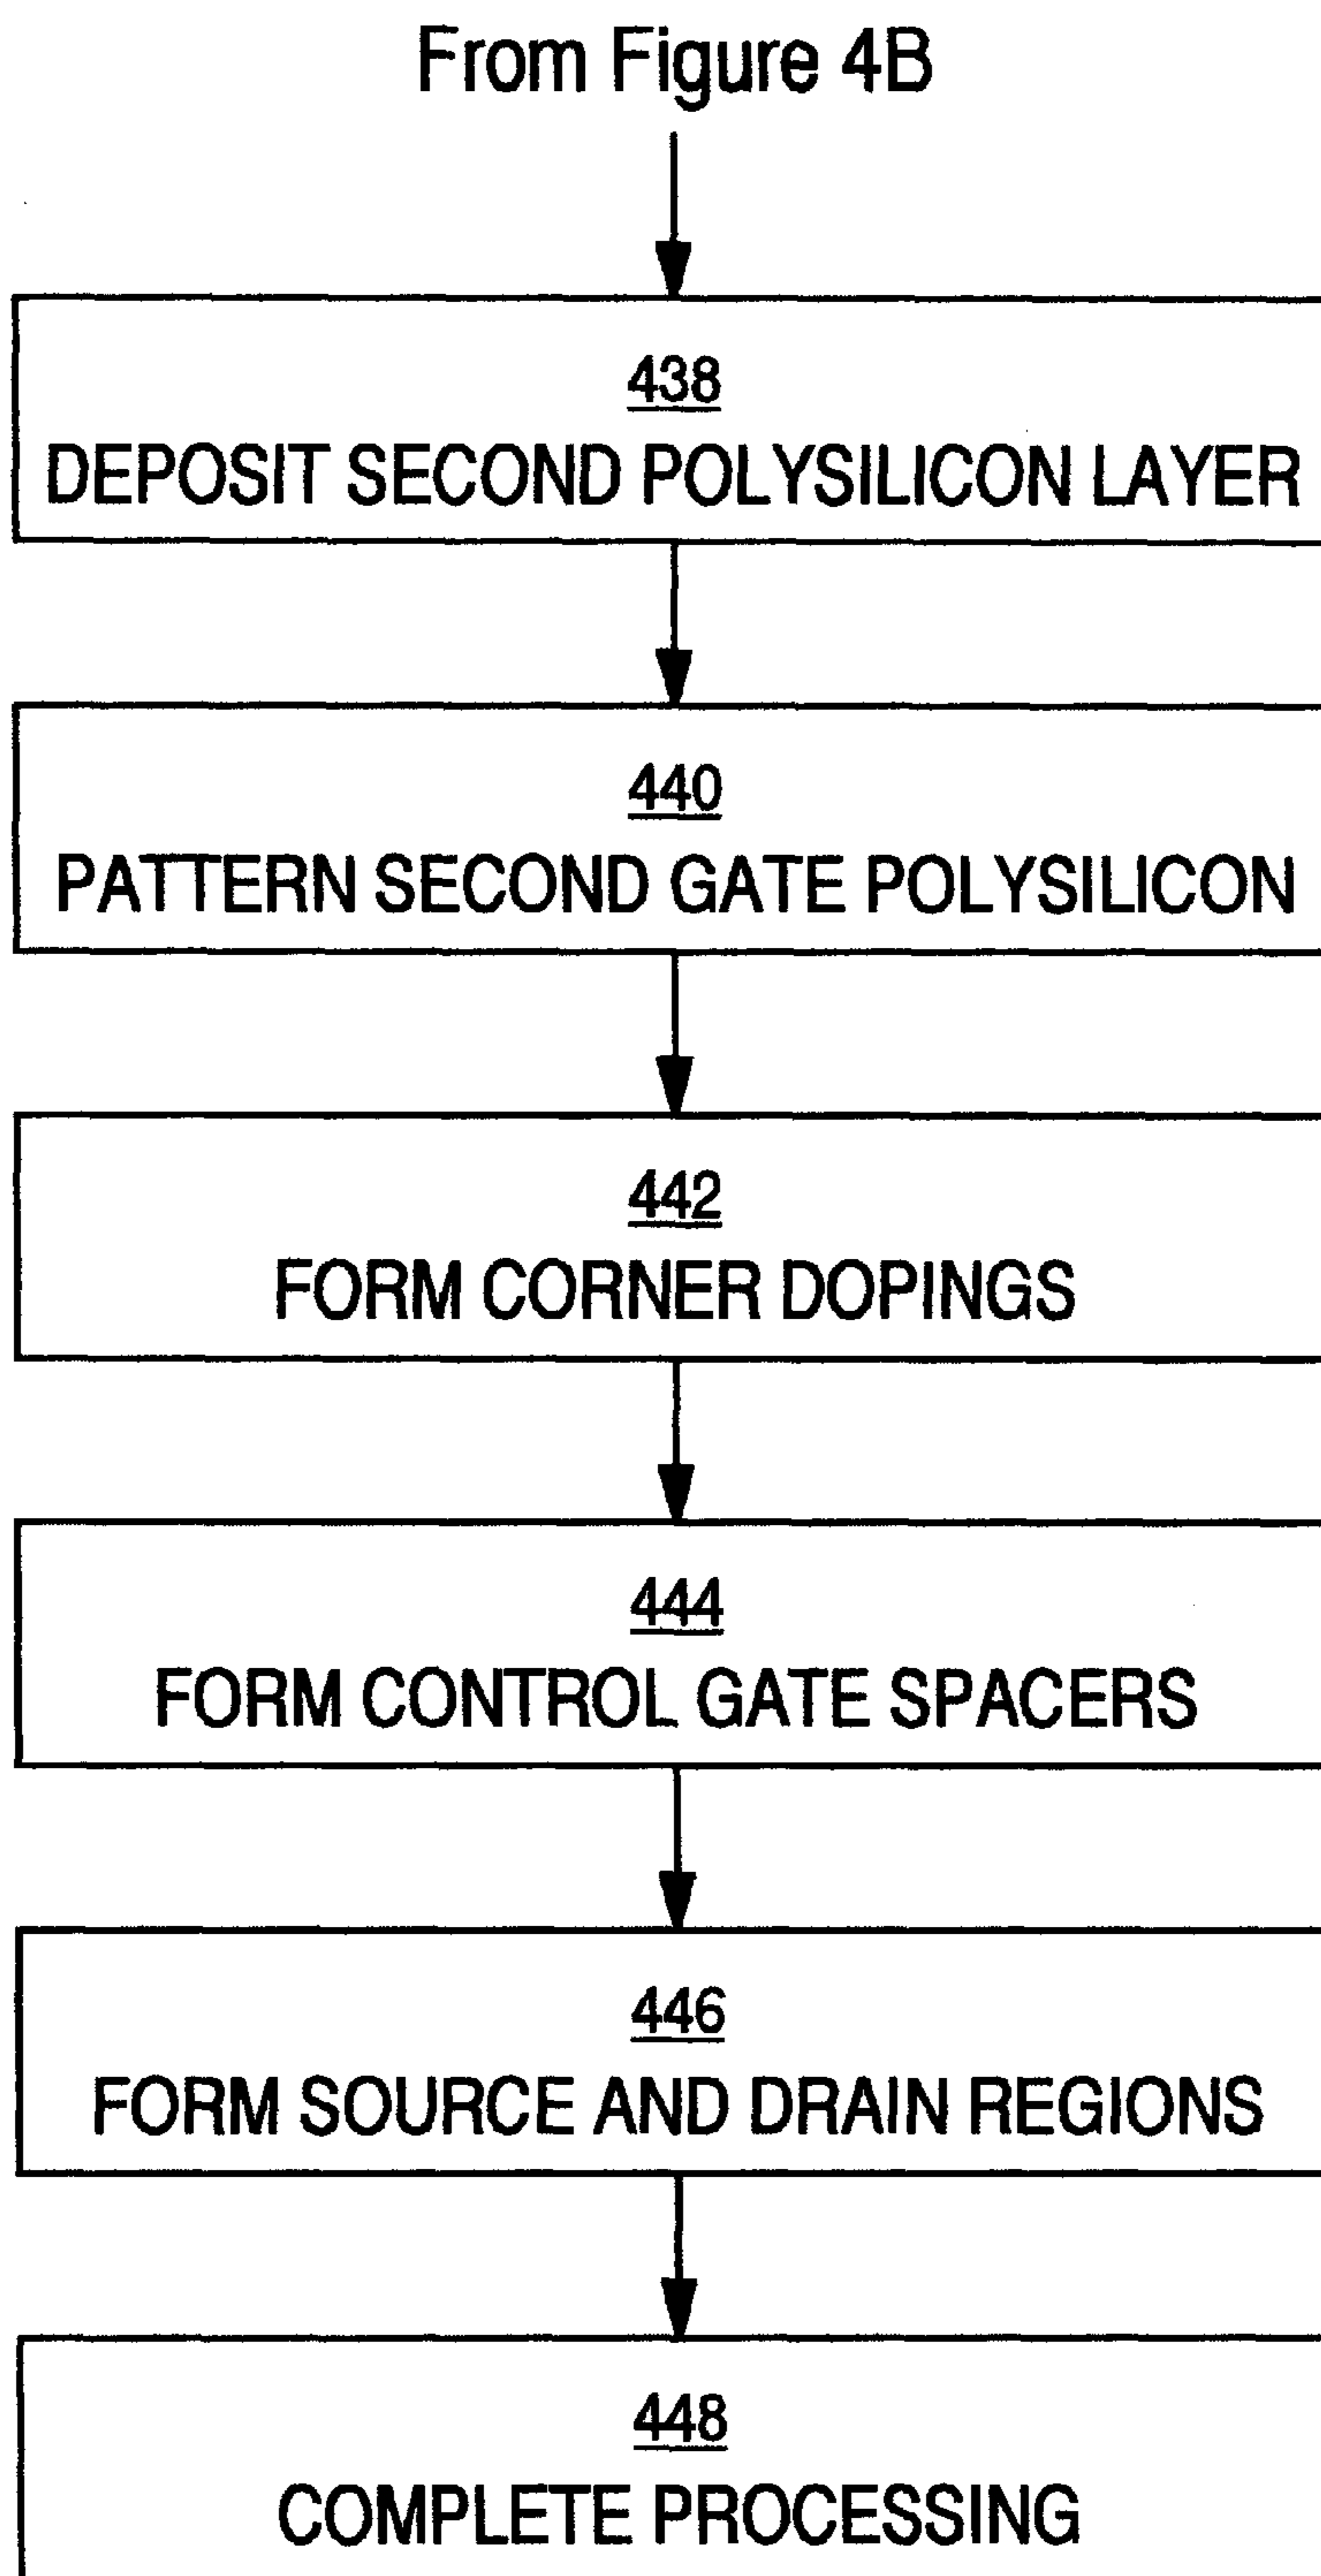 From Figure 4B
438
DEPOSIT SECOND POLYSILICON LAYER
440
PATTERN SECOND GATE POLYSILICON
442
FORM CORNER DOPINGS
444
FORM CONTROL GATE SPACERS
446
FORM SOURCE AND DRAIN REGIONS
448
COMPLETE PROCESSING